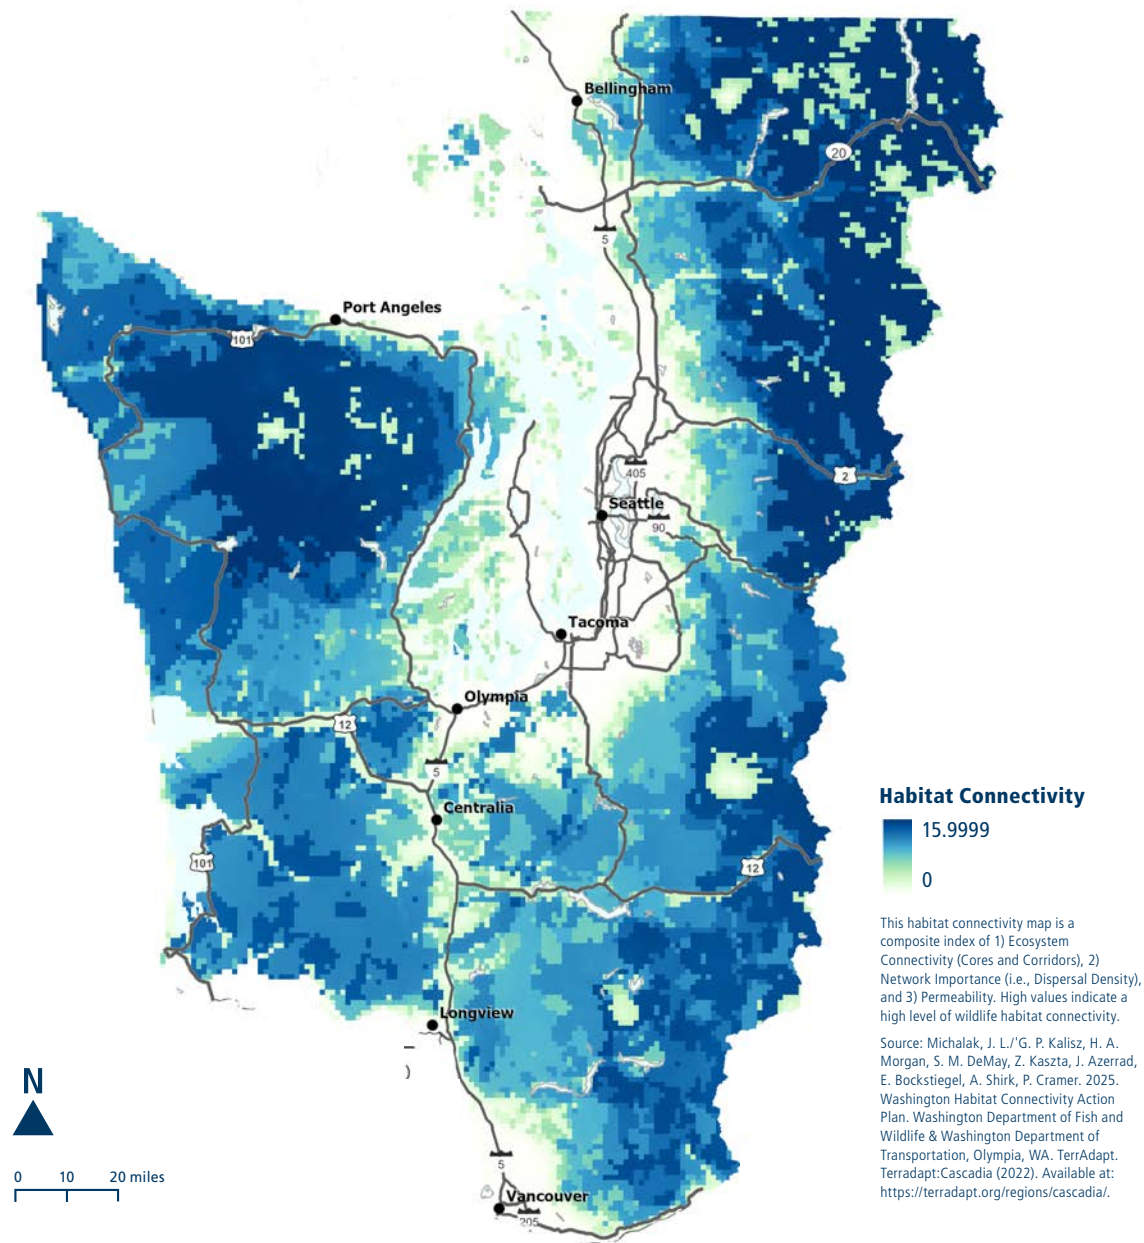 Bellingham
20
5
Port Angeles
101
2
405
Seattle
90
Tacoma
Olympia
12
5
Centralia
101
12
Longview
5
Vancouver
205
N
0 10 20 miles
Habitat Connectivity
15.9999
0
This habitat connectivity map is a
composite index of 1) Ecosystem
Connectivity (Cores and Corridors), 2)
Network Importance (i.e., Dispersal Density),
and 3) Permeability. High values indicate a
high level of wildlife habitat connectivity.
Source: Michalak, J. L./'G. P. Kalisz, H. A.
Morgan, S. M. DeMay, Z. Kaszta, J. Azerrad,
E. Bockstiegel, A. Shirk, P. Cramer. 2025.
Washington Habitat Connectivity Action
Plan. Washington Department of Fish and
Wildlife & Washington Department of
Transportation, Olympia, WA. TerrAdapt.
Terradapt:Cascadia (2022). Available at:
https://terradapt.org/regions/cascadia/.